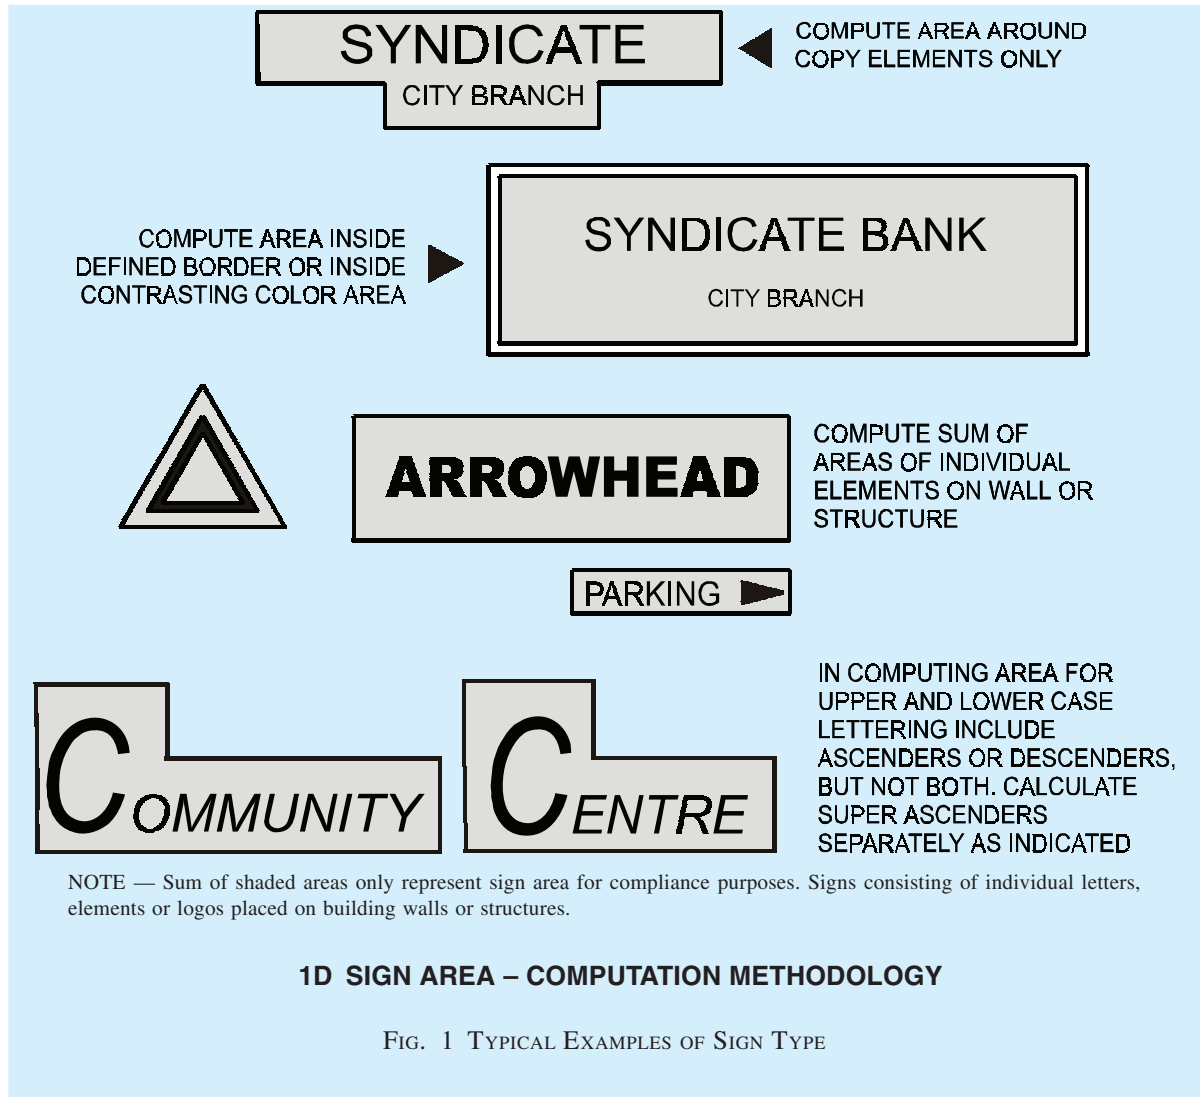 SYNDICATE
CITY BRANCH
COMPUTE AREA AROUND
COPY ELEMENTS ONLY
COMPUTE AREA INSIDE
DEFINED BORDER OR INSIDE
CONTRASTING COLOR AREA
SYNDICATE BANK
CITY BRANCH
ARROWHEAD
COMPUTE SUM OF
AREAS OF INDIVIDUAL
ELEMENTS ON WALL OR
STRUCTURE
PARKING
COMMUNITY
CENTRE
IN COMPUTING AREA FOR
UPPER AND LOWER CASE
LETTERING INCLUDE
ASCENDERS OR DESCENDERS,
BUT NOT BOTH. CALCULATE
SUPER ASCENDERS
SEPARATELY AS INDICATED
NOTE — Sum of shaded areas only represent sign area for compliance purposes. Signs consisting of individual letters,
elements or logos placed on building walls or structures.
1D SIGN AREA – COMPUTATION METHODOLOGY
FIG. 1 TYPICAL EXAMPLES OF SIGN TYPE